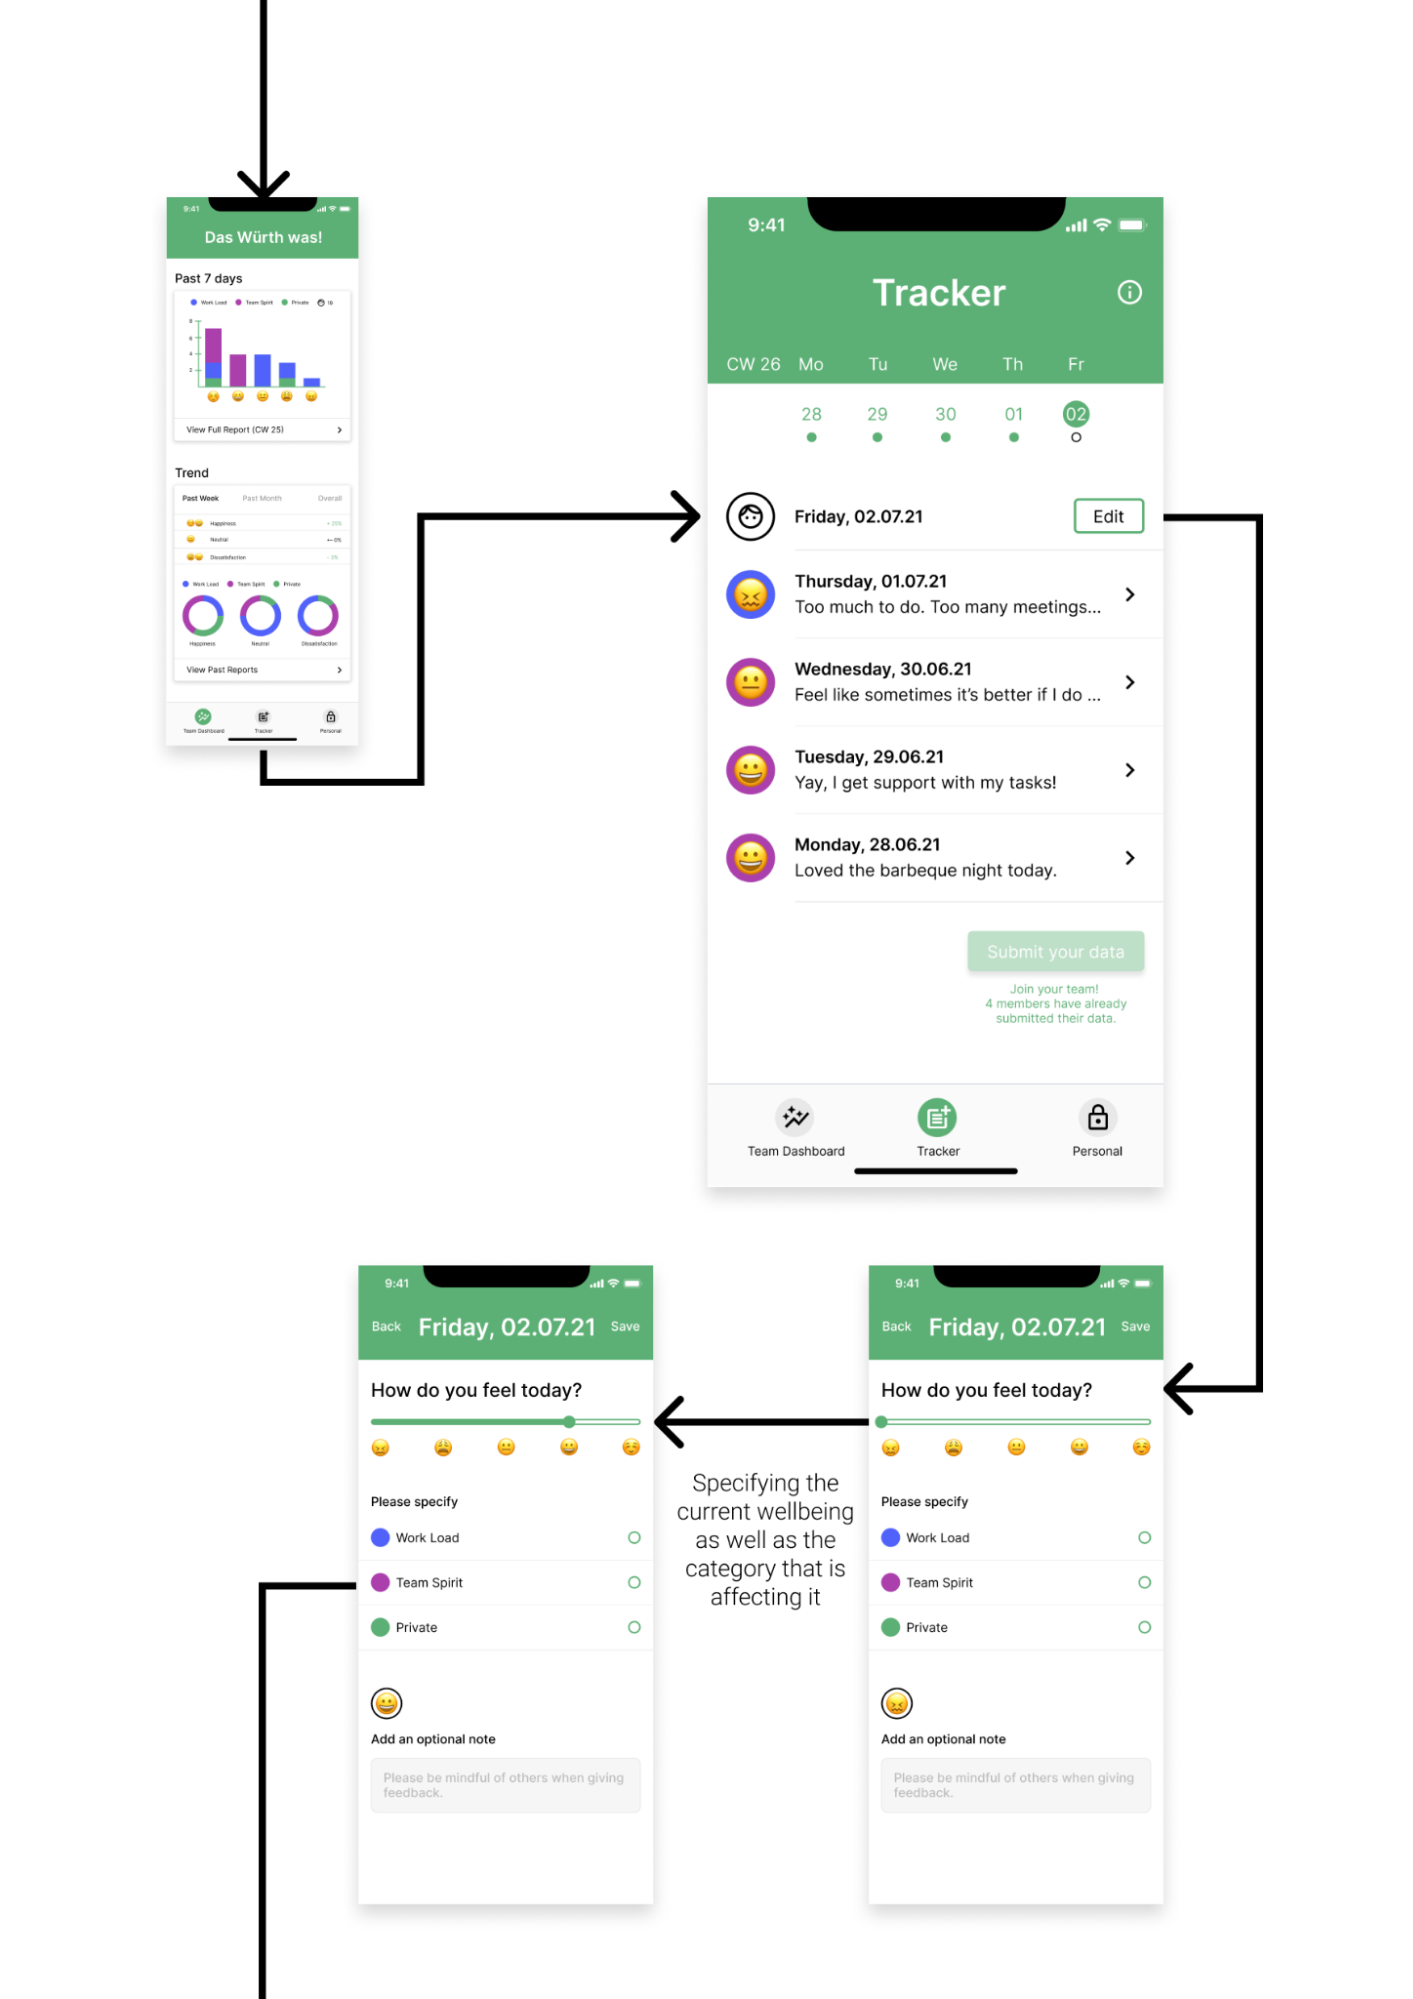 9:41
Das Würth was!
Past 7 days
Work Load Team Spirit Private 18
8
6
4
2
View Full Report (CW 25)
Trend
Past Week Past Month Overall
Happiness + 20%
Neutral +- 0%
Dissatisfaction - 3%
Work Load Team Spirit Private
Happiness Neutral Dissatisfaction
View Past Reports
Team Dashboard Tracker Personal
9:41
Tracker
CW 26 Mo Tu We Th Fr
28 29 30 01 02
Friday, 02.07.21 Edit
Thursday, 01.07.21
Too much to do. Too many meetings...
Wednesday, 30.06.21
Feel like sometimes it’s better if I do ...
Tuesday, 29.06.21
Yay, I get support with my tasks!
Monday, 28.06.21
Loved the barbeque night today.
Submit your data
Join your team!
4 members have already
submitted their data.
Team Dashboard Tracker Personal
9:41
Back Friday, 02.07.21 Save
How do you feel today?
Please specify
Work Load
Team Spirit
Private
Add an optional note
Please be mindful of others when giving
feedback.
Specifying the
current wellbeing
as well as the
category that is
affecting it
9:41
Back Friday, 02.07.21 Save
How do you feel today?
Please specify
Work Load
Team Spirit
Private
Add an optional note
Please be mindful of others when giving
feedback.